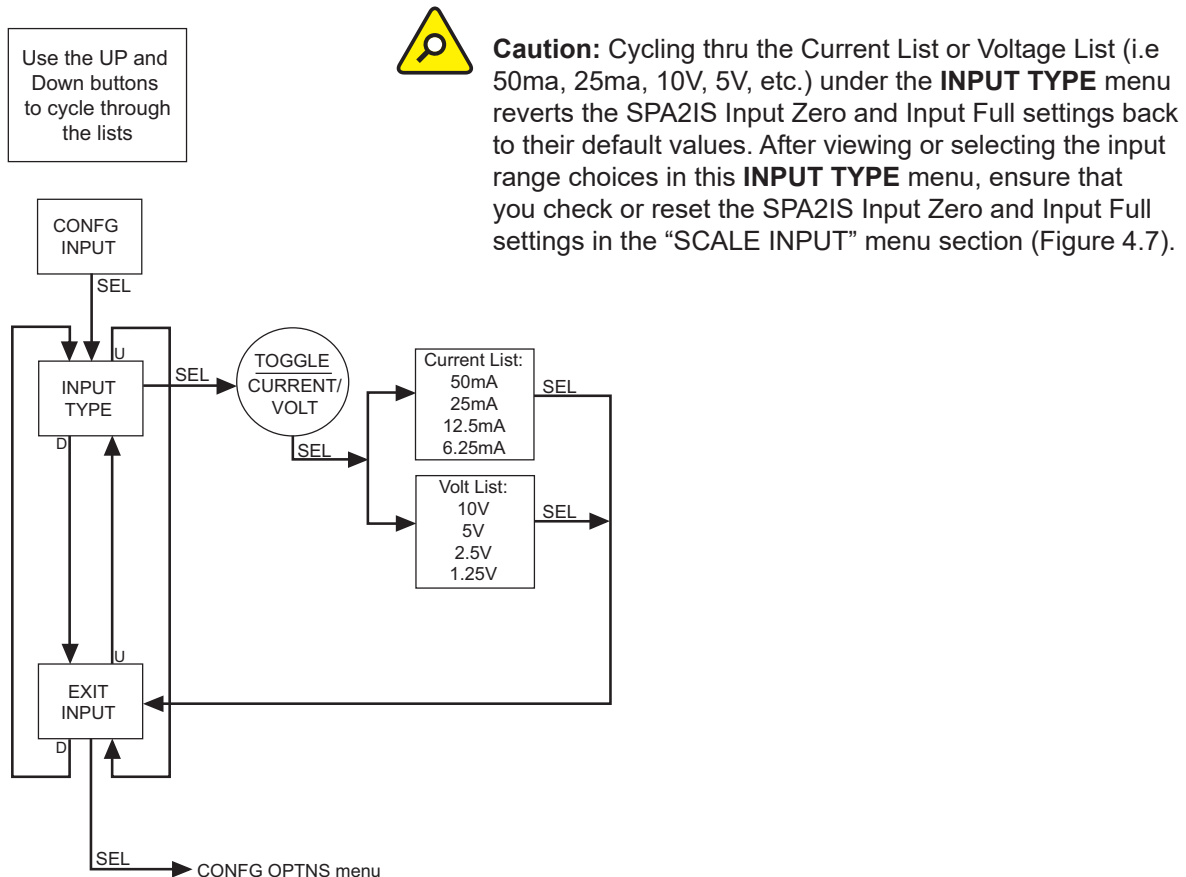 Use the UP and
Down buttons
to cycle through
the lists
Caution: Cycling thru the Current List or Voltage List (i.e
50ma, 25ma, 10V, 5V, etc.) under the INPUT TYPE menu
reverts the SPA2IS Input Zero and Input Full settings back
to their default values. After viewing or selecting the input
range choices in this INPUT TYPE menu, ensure that
you check or reset the SPA2IS Input Zero and Input Full
settings in the “SCALE INPUT” menu section (Figure 4.7).
CONFG
INPUT
SEL
U
INPUT
TYPE
D
SEL
TOGGLE
CURRENT/
VOLT
SEL
Current List:
50mA
25mA
12.5mA
6.25mA
SEL
Volt List:
10V
5V
2.5V
1.25V
SEL
U
EXIT
INPUT
D
SEL
CONFG OPTNS menu